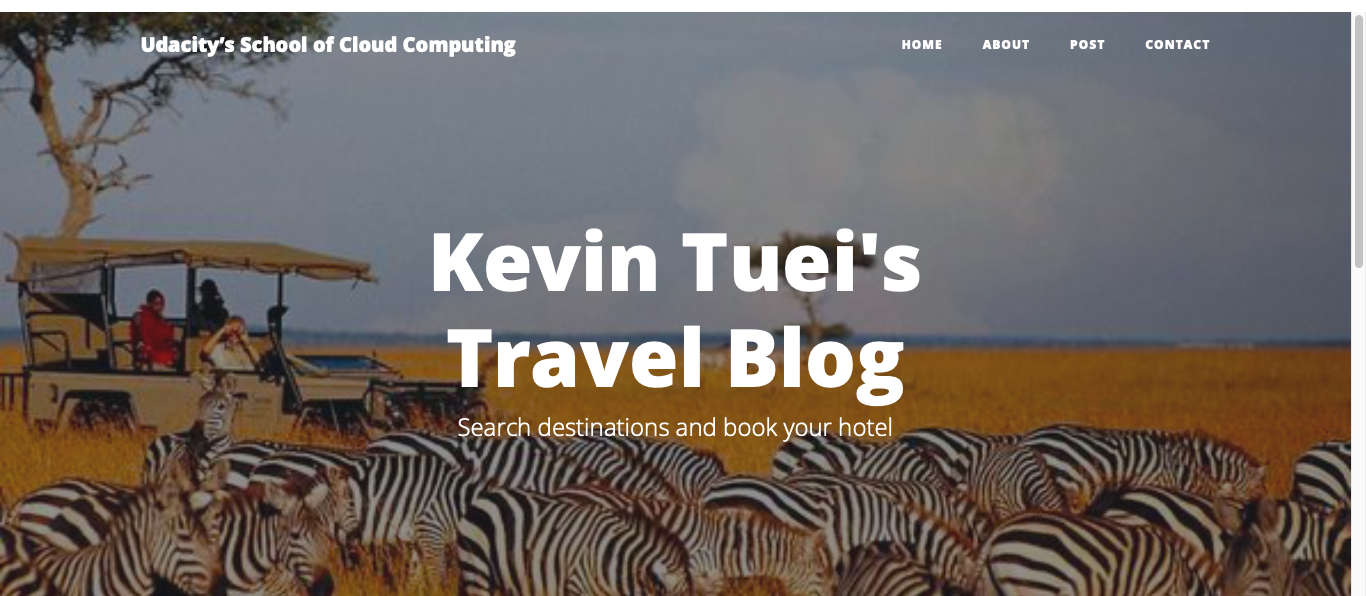 Udacity’s School of Cloud Computing
HOME ABOUT POST CONTACT
Kevin Tuei's
Travel Blog
Search destinations and book your hotel